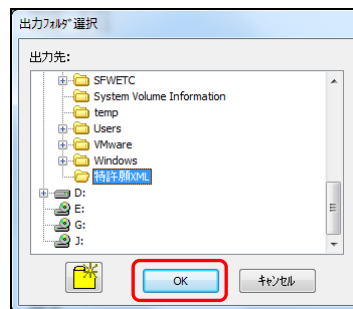 出力ﾌｫﾙﾀﾞ選択
出力先:
SFWETC
System Volume Information
temp
Users
VMware
Windows
特許願XML
D:
E:
G:
J:
OK
ｷｬﾝｾﾙ